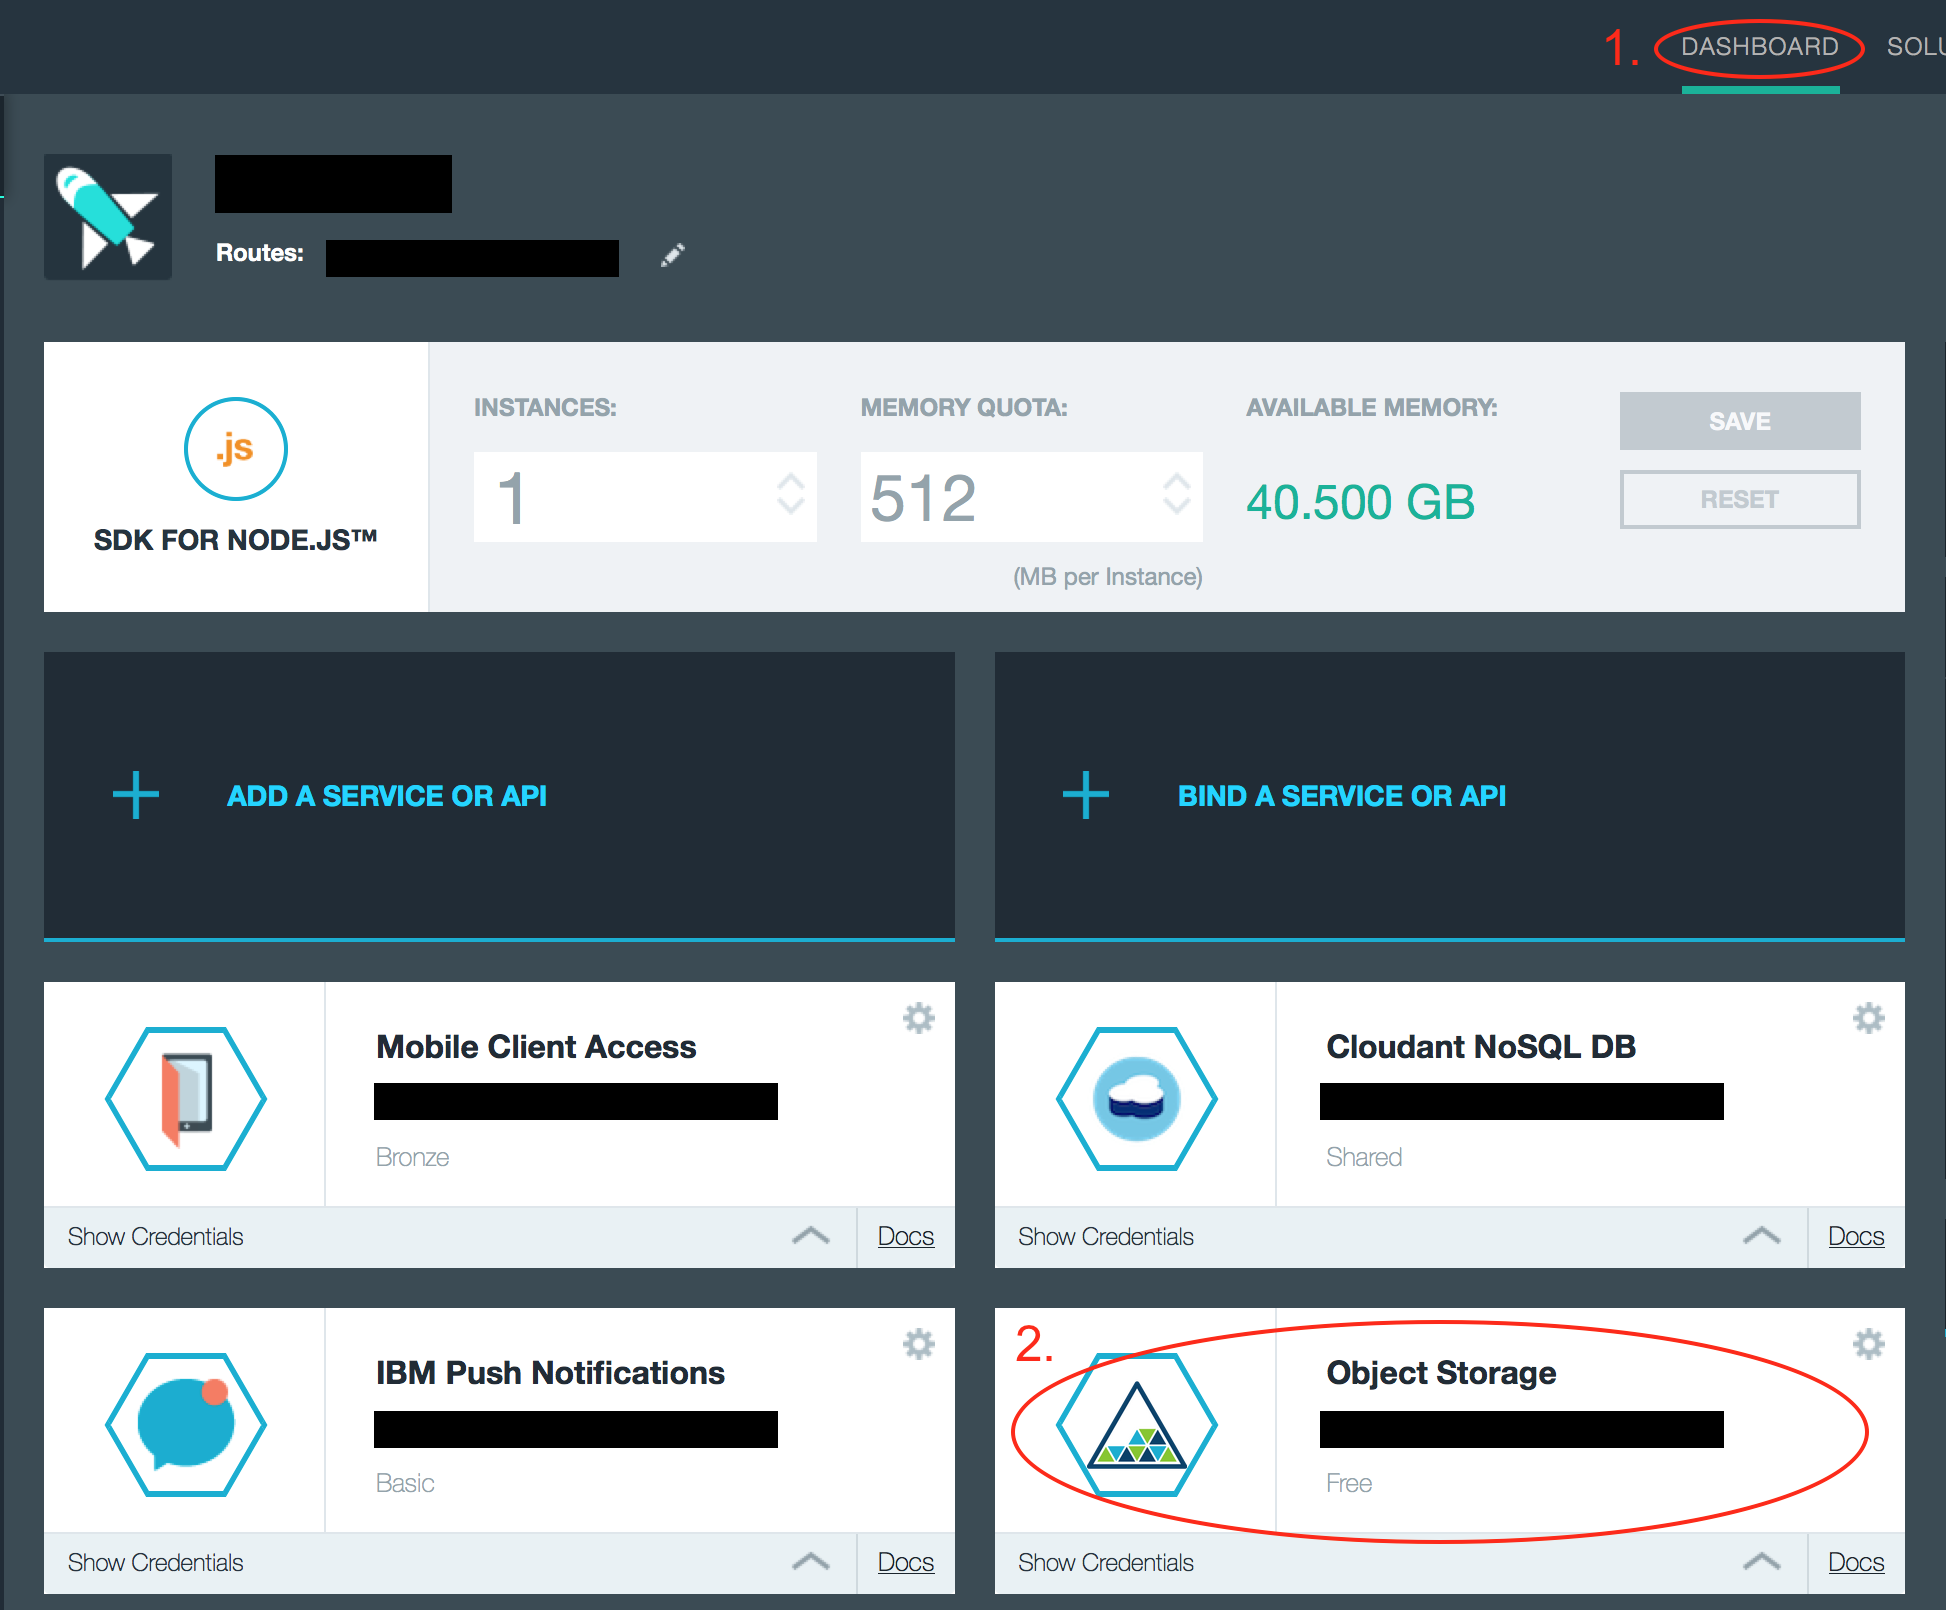 1. DASHBOARD SOLU
Routes:
.js
SDK FOR NODE.JS™
INSTANCES: MEMORY QUOTA: AVAILABLE MEMORY:
1 512 40.500 GB
(MB per Instance)
SAVE
RESET
ADD A SERVICE OR API
BIND A SERVICE OR API
Mobile Client Access
Bronze
Show Credentials Docs
Cloudant NoSQL DB
Shared
Show Credentials Docs
IBM Push Notifications
Basic
Show Credentials Docs
2.
Object Storage
Free
Show Credentials Docs